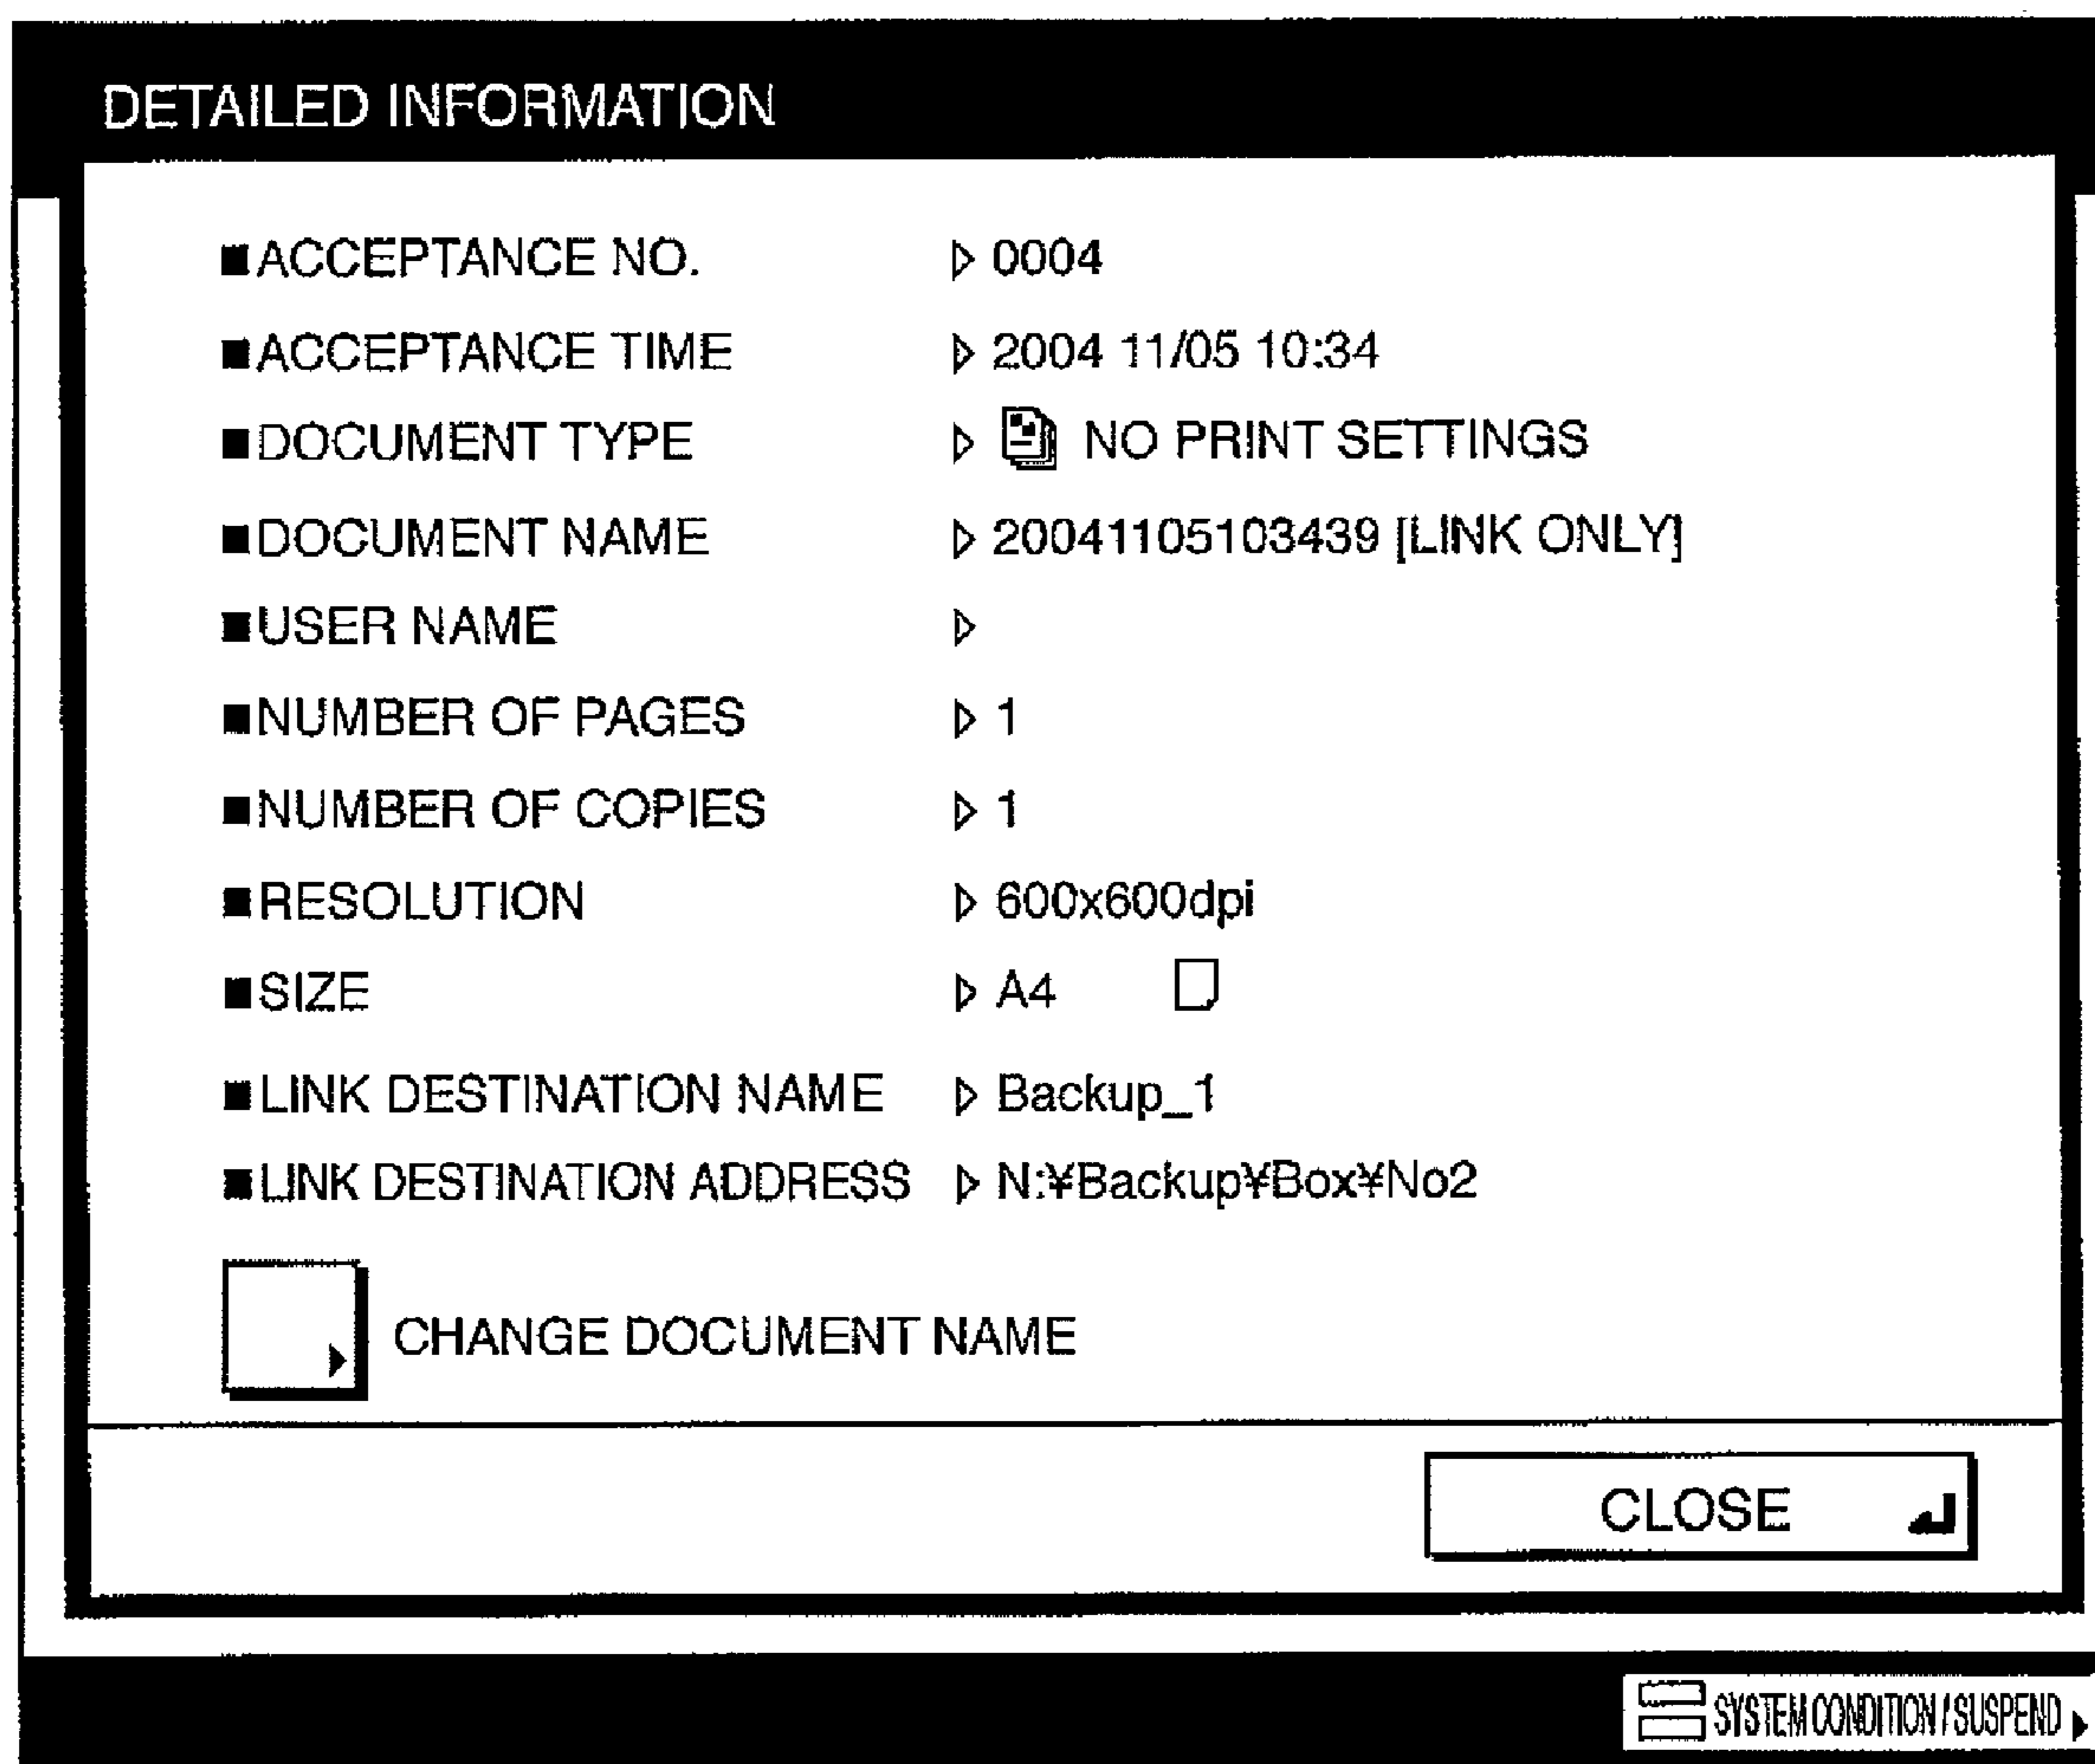 DETAILED INFORMATION
■ACCEPTANCE NO. ▷ 0004
■ACCEPTANCE TIME ▷ 2004 11/05 10:34
■DOCUMENT TYPE ▷ NO PRINT SETTINGS
■DOCUMENT NAME ▷ 20041105103439 [LINK ONLY]
■USER NAME ▷
■NUMBER OF PAGES ▷ 1
■NUMBER OF COPIES ▷ 1
■RESOLUTION ▷ 600x600dpi
■SIZE ▷ A4
■LINK DESTINATION NAME ▷ Backup_1
■LINK DESTINATION ADDRESS ▷ N:¥Backup¥Box¥No2
CHANGE DOCUMENT NAME
CLOSE
SYSTEM CONDITION / SUSPEND